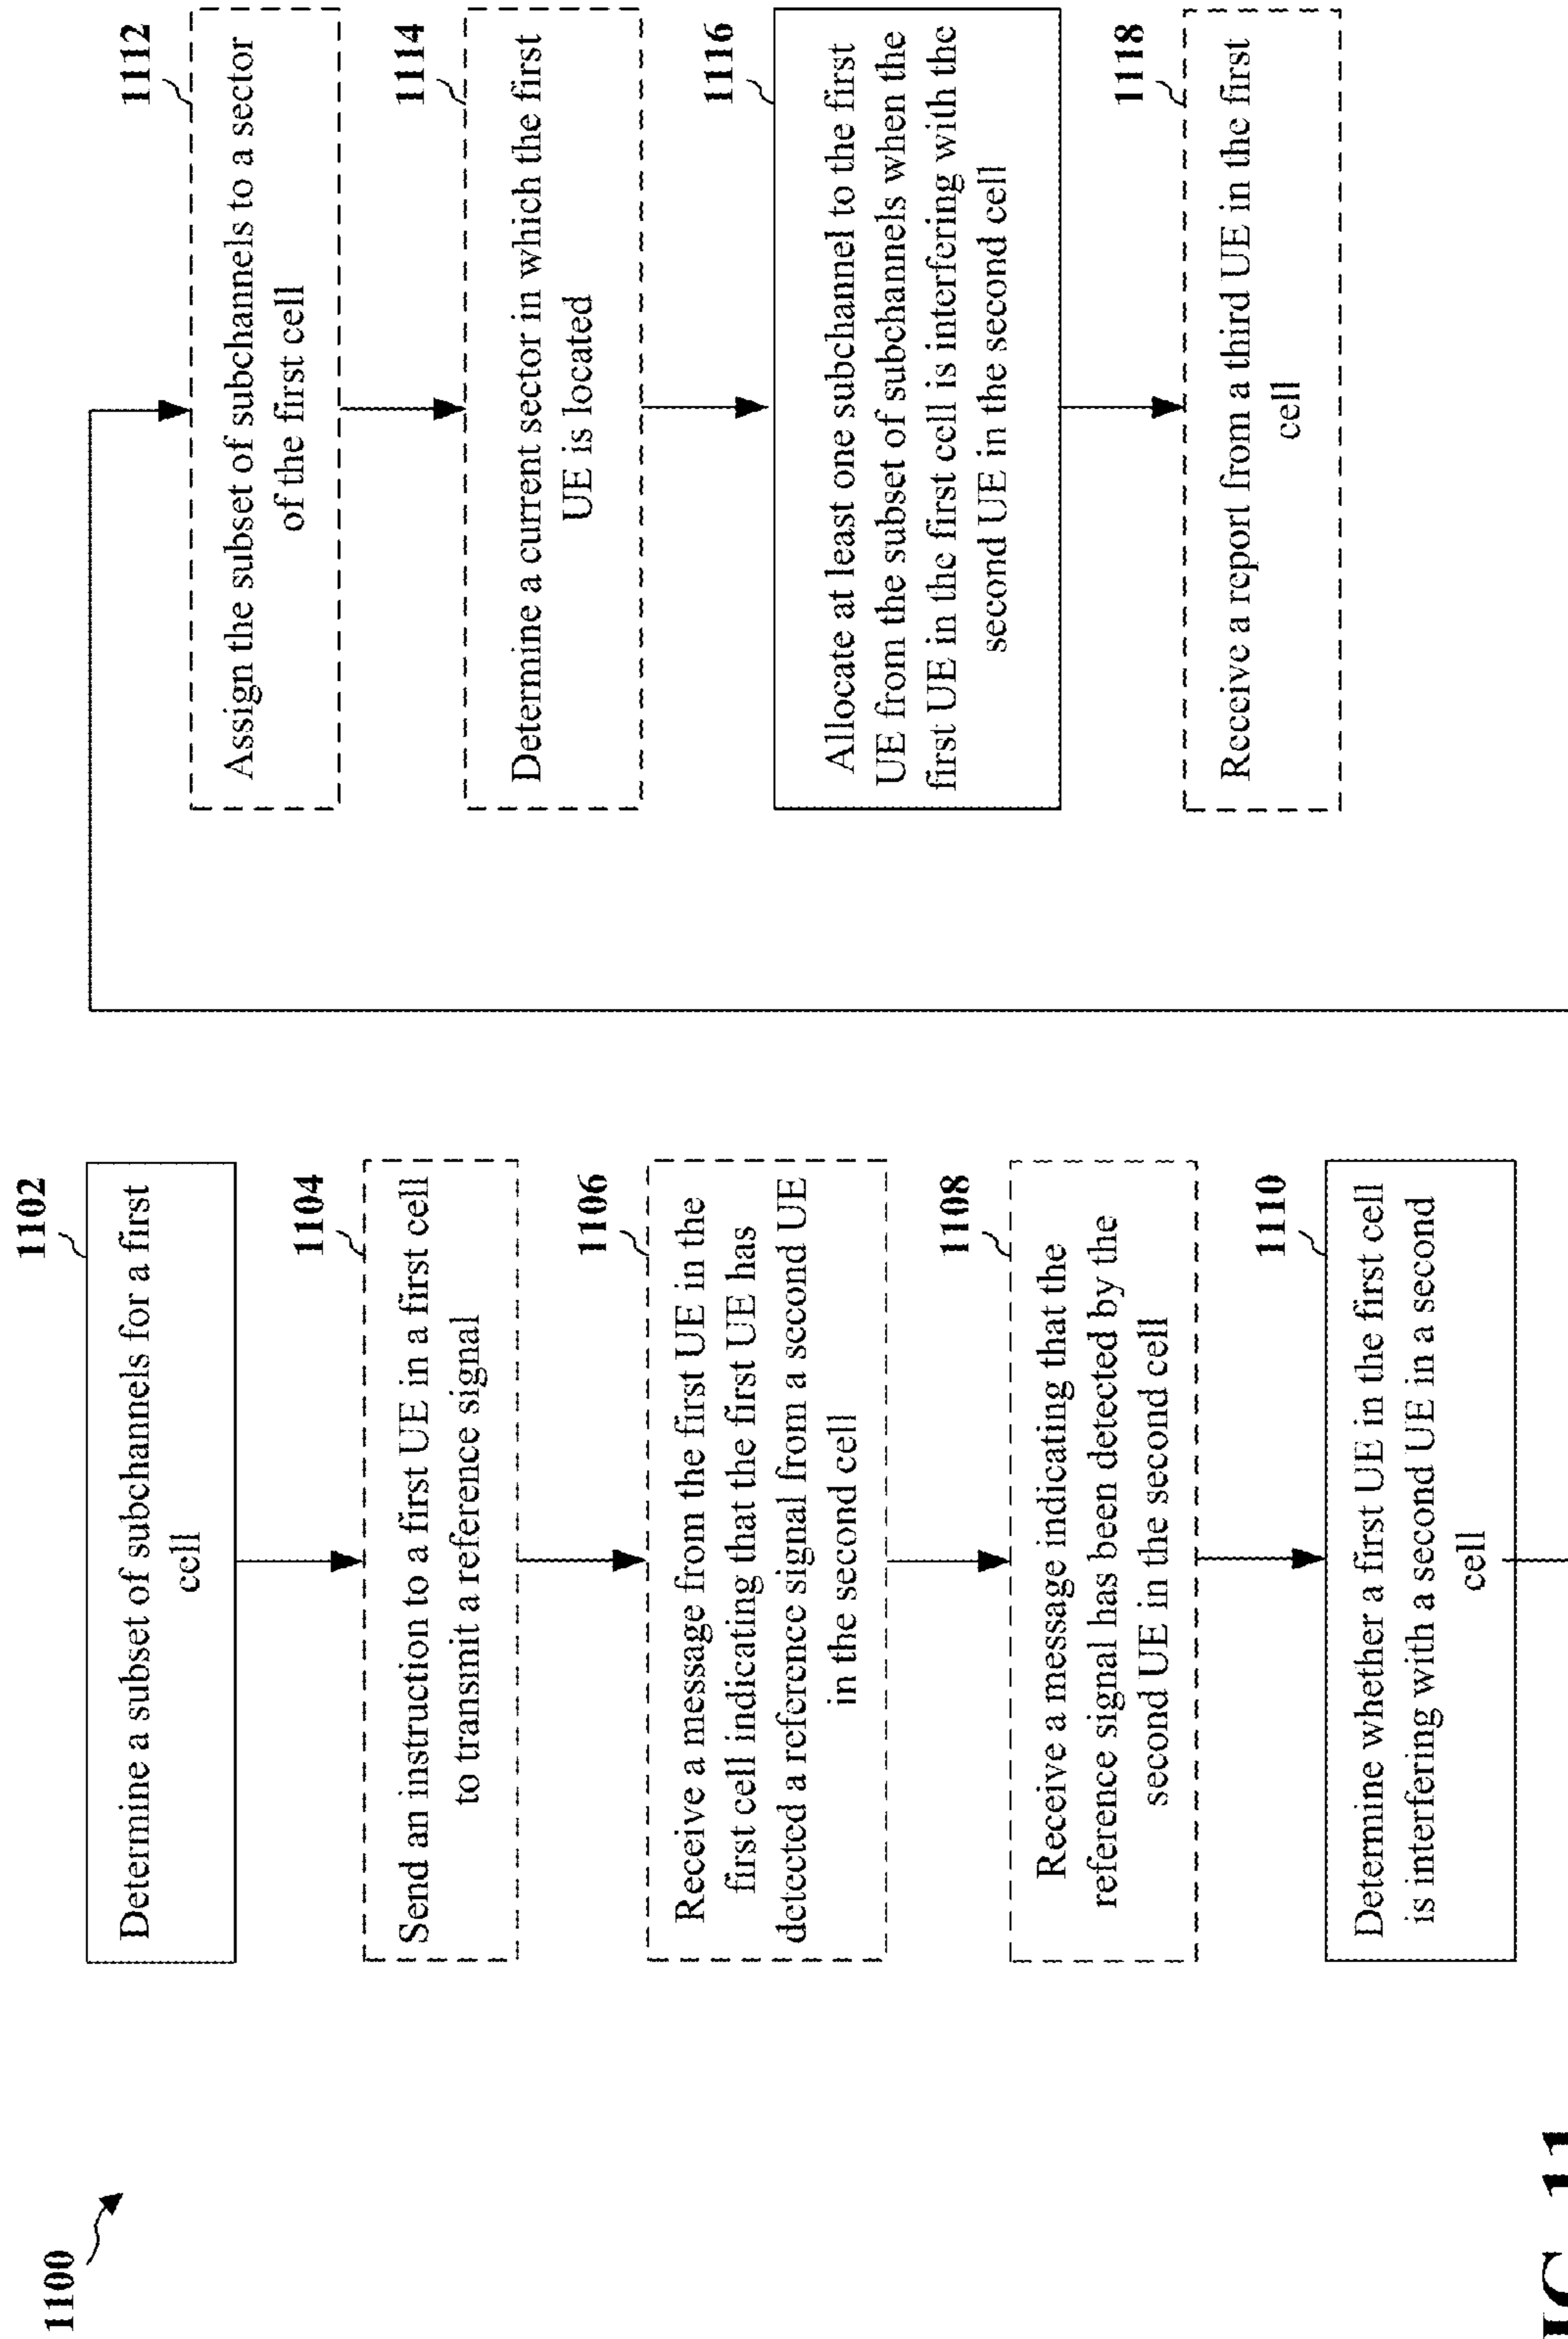 1100
1102
Determine a subset of subchannels for a first
cell
1104
Send an instruction to a first UE in a first cell
to transmit a reference signal
1106
Receive a message from the first UE in the
first cell indicating that the first UE has
detected a reference signal from a second UE
in the second cell
1108
Receive a message indicating that the
reference signal has been detected by the
second UE in the second cell
1110
Determine whether a first UE in the first cell
is interfering with a second UE in a second
cell
1112
Assign the subset of subchannels to a sector
of the first cell
1114
Determine a current sector in which the first
UE is located
1116
Allocate at least one subchannel to the first
UE from the subset of subchannels when the
first UE in the first cell is interfering with the
second UE in the second cell
1118
Receive a report from a third UE in the first
cell